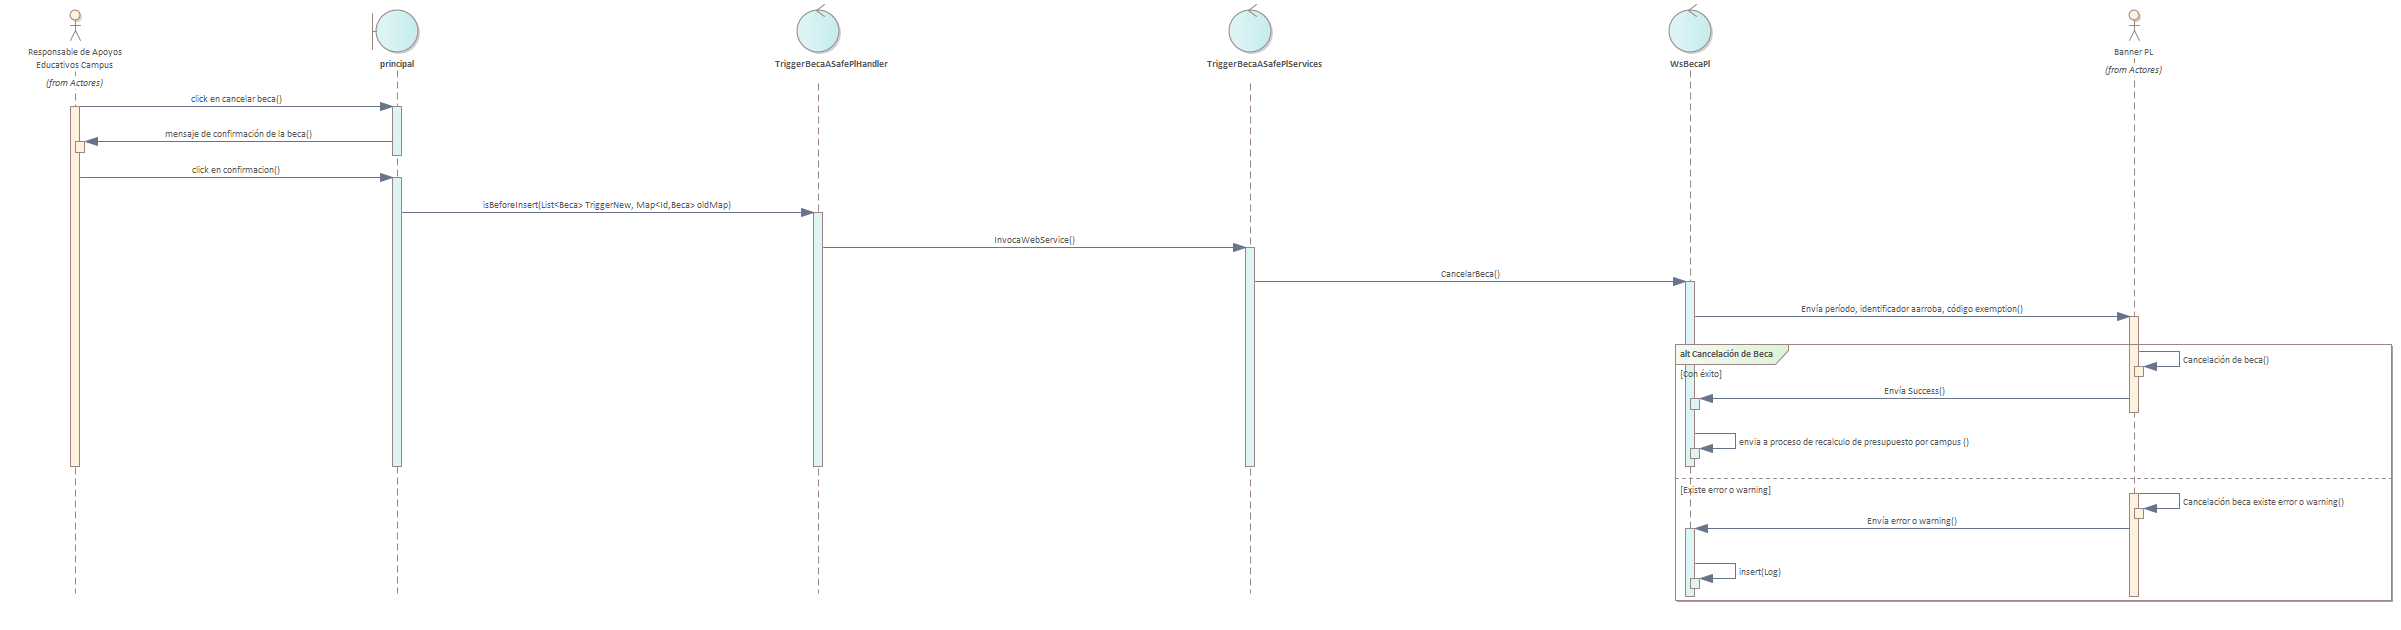 Responsable de Apoyos
Educativos Campus
(from Actores)
principal
TriggerBecaASafePlHandler
TriggerBecaASafePlServices
WsBecaPl
Banner PL
(from Actores)
click en cancelar beca()
mensaje de confirmación de la beca()
click en confirmacion()
isBeforeInsert(List<Beca> TriggerNew, Map<Id,Beca> oldMap)
InvocaWebService()
CancelarBeca()
Envía período, identificador aarroba, código exemption()
alt Cancelación de Beca
[Con éxito]
Cancelación de beca()
Envía Success()
envia a proceso de recalculo de presupuesto por campus ()
[Existe error o warning]
Cancelación beca existe error o warning()
Envía error o warning()
insert(Log)